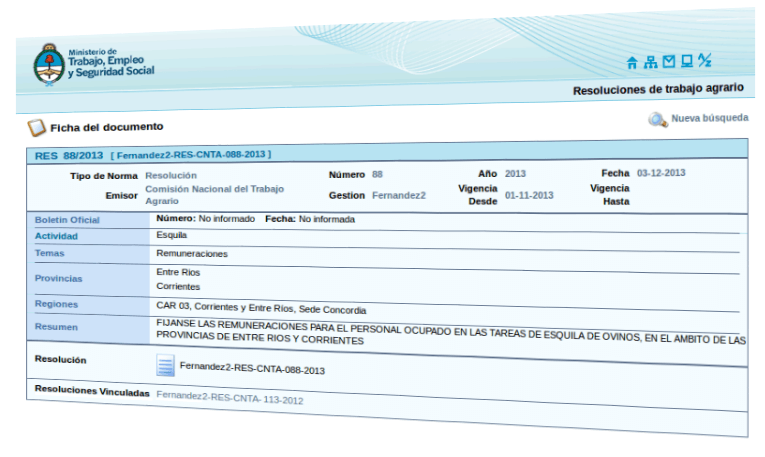 Ministerio de
Trabajo, Empleo
y Seguridad Social
Resoluciones de trabajo agrario
Ficha del documento
Nueva búsqueda
RES 88/2013 [ Fernandez2-RES-CNTA-088-2013 ]
Tipo de Norma Resolución Número 88 Año 2013 Fecha 03-12-2013
Emisor Comisión Nacional del Trabajo Agrario Gestion Fernandez2 Vigencia Desde 01-11-2013 Vigencia Hasta
Boletin Oficial Número: No informado Fecha: No informada
Actividad Esquila
Temas Remuneraciones
Provincias Entre Rios
Corrientes
Regiones CAR 03, Corrientes y Entre Ríos, Sede Concordia
Resumen FIJANSE LAS REMUNERACIONES PARA EL PERSONAL OCUPADO EN LAS TAREAS DE ESQUILA DE OVINOS, EN EL AMBITO DE LAS
PROVINCIAS DE ENTRE RIOS Y CORRIENTES
Resolución Fernandez2-RES-CNTA-088-2013
Resoluciones Vinculadas Fernandez2-RES-CNTA- 113-2012